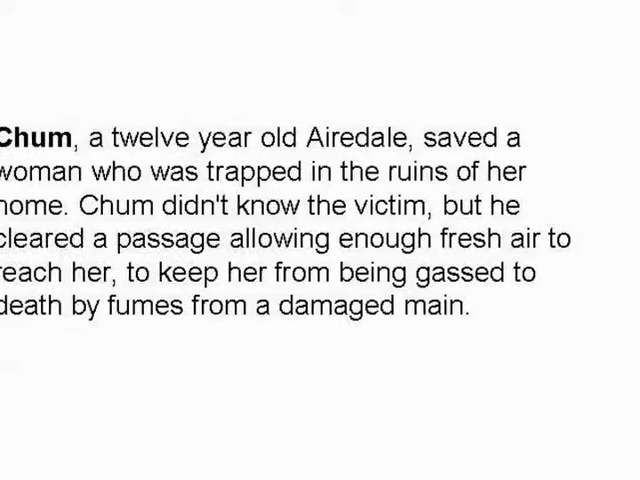 Chum, a twelve year old Airedale, saved a
woman who was trapped in the ruins of her
home. Chum didn't know the victim, but he
cleared a passage allowing enough fresh air to
reach her, to keep her from being gassed to
death by fumes from a damaged main.